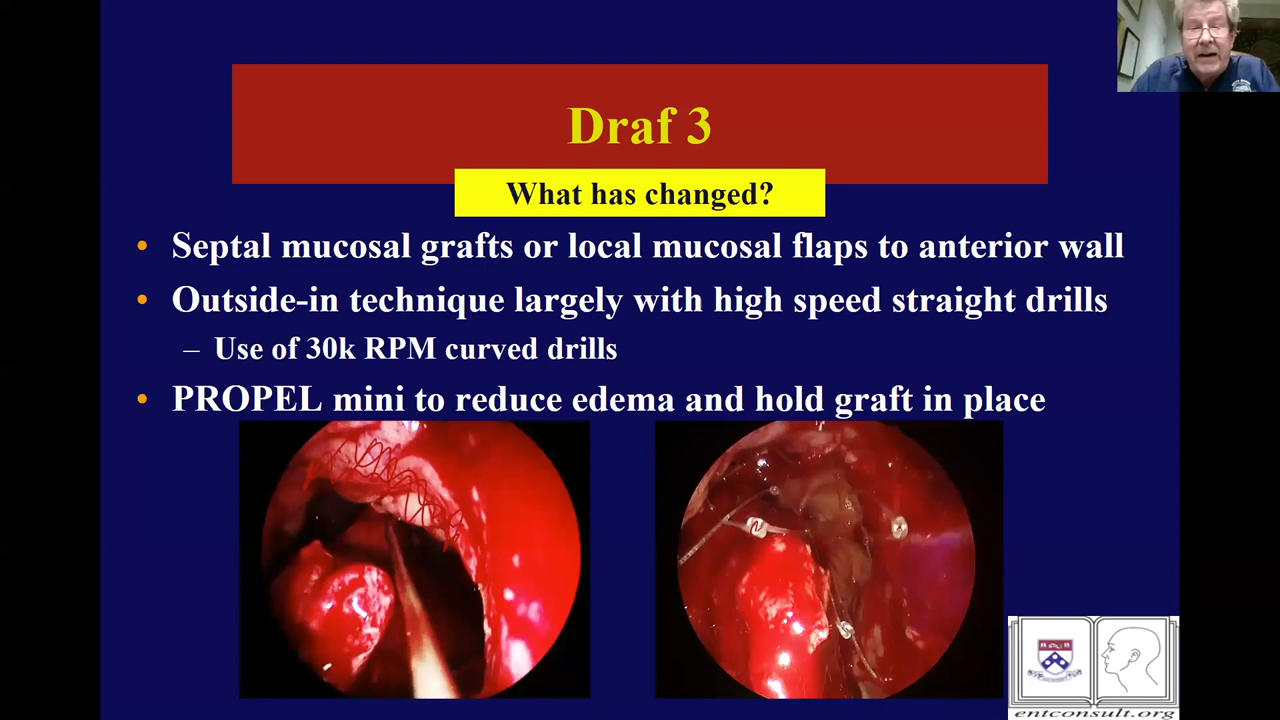 Draf 3
What has changed?
• Septal mucosal grafts or local mucosal flaps to anterior wall
• Outside-in technique largely with high speed straight drills
– Use of 30k RPM curved drills
• PROPEL mini to reduce edema and hold graft in place
entconsult.org